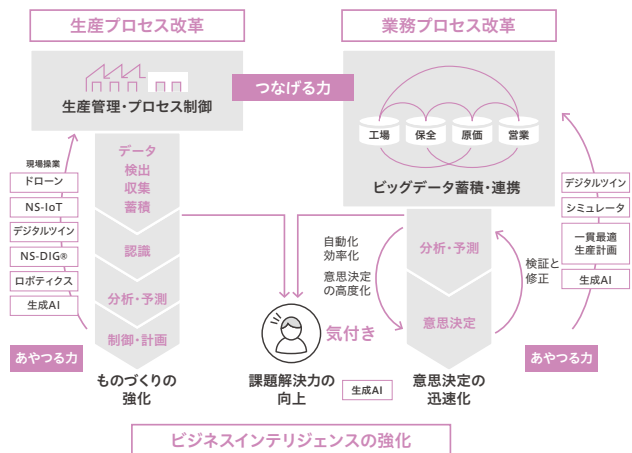 生産プロセス改革
業務プロセス改革
生産管理・プロセス制御
つなげる力
工場
保全
原価
営業
ビッグデータ蓄積・連携
現場操業
ドローン
NS-IoT
デジタルツイン
NS-DIG®
ロボティクス
生成AI
あやつる力
データ
検出
収集
蓄積
認識
分析・予測
制御・計画
ものづくりの
強化
気付き
課題解決力の
向上
生成AI
自動化
効率化
意思決定
の高度化
分析・予測
意思決定
検証と
修正
意思決定の
迅速化
デジタルツイン
シミュレータ
一貫最適
生産計画
生成AI
あやつる力
ビジネスインテリジェンスの強化